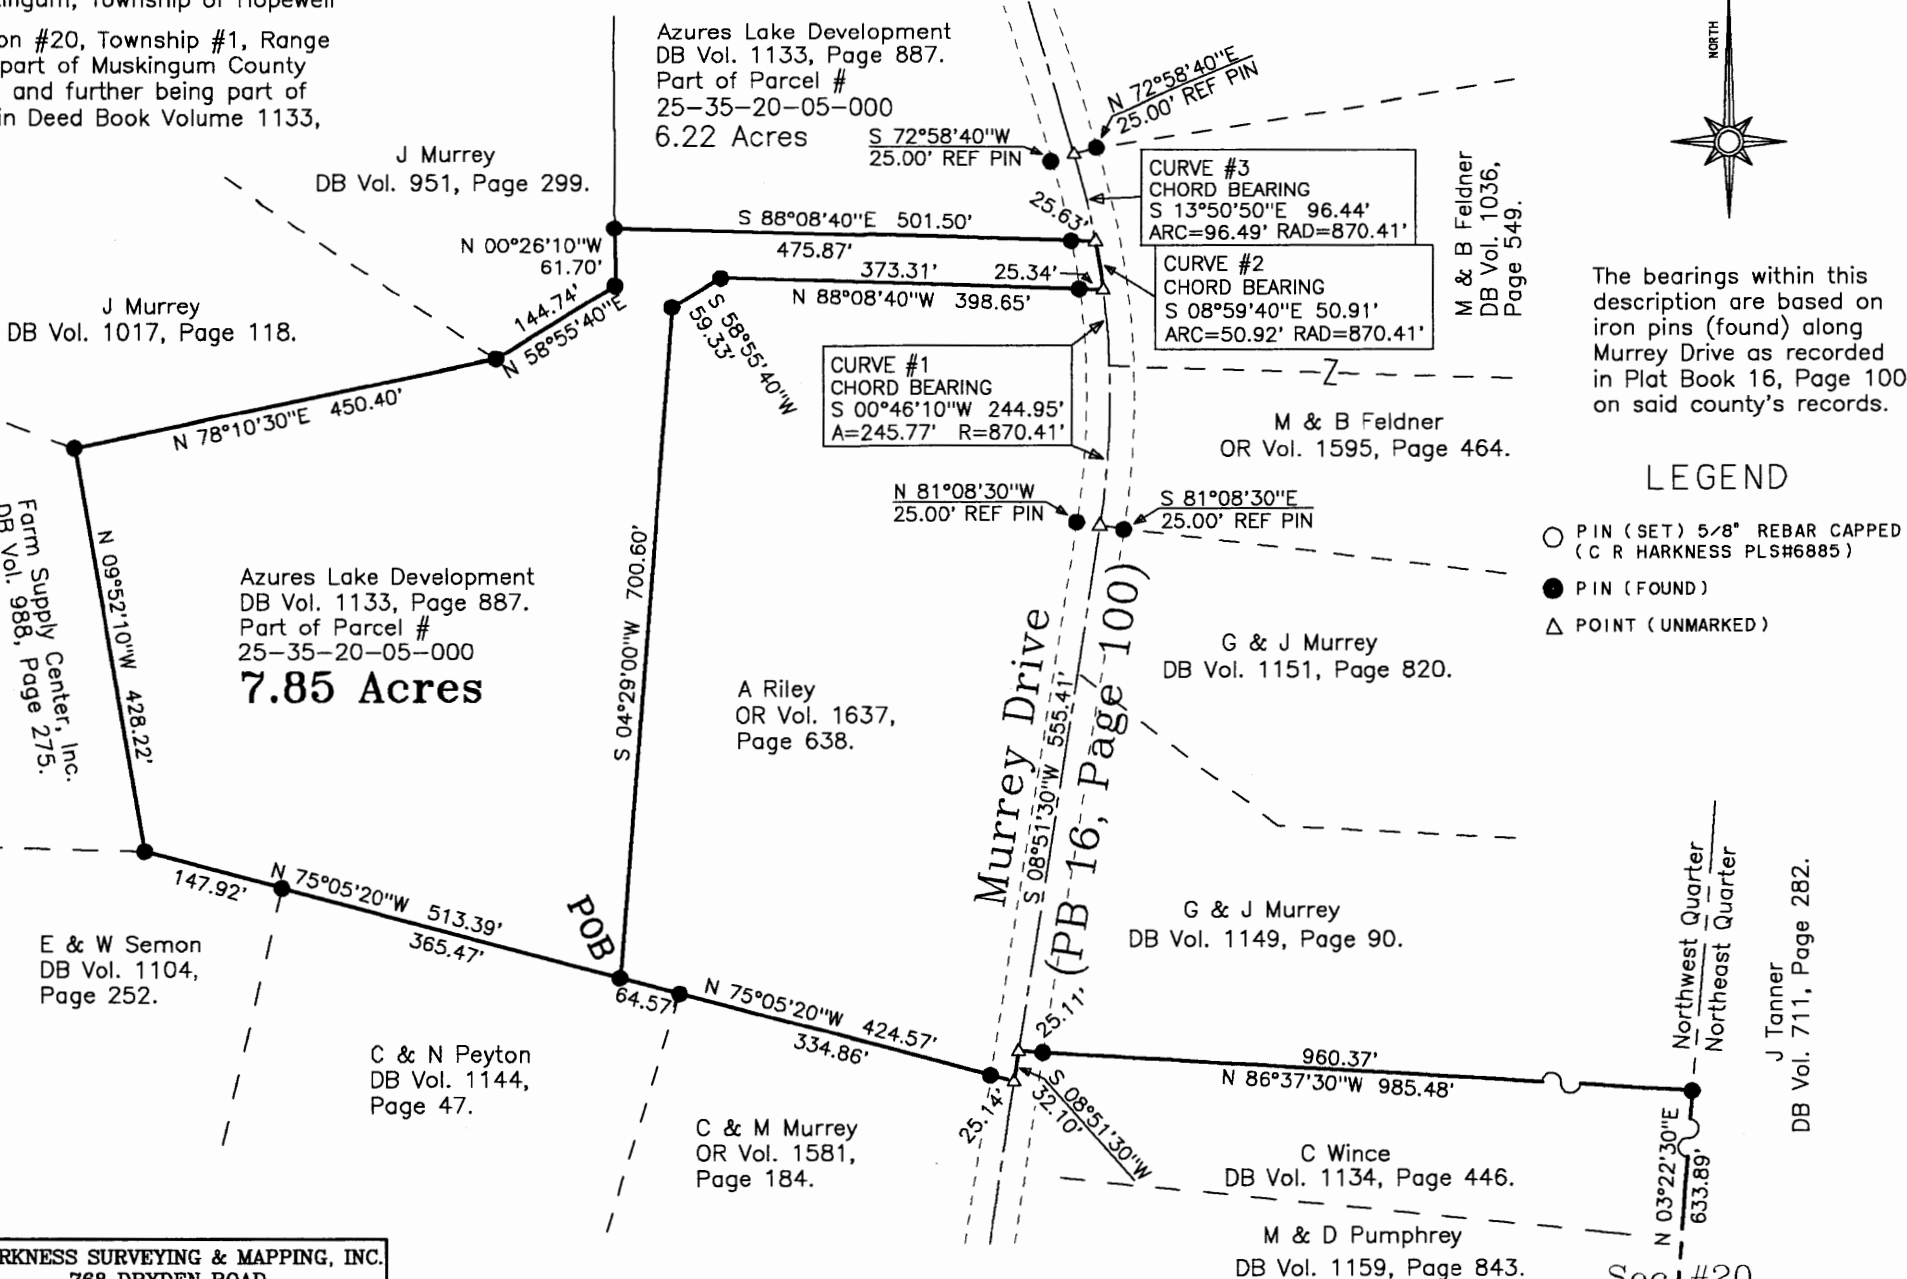 Township of Hopewell
#20, Township #1, Range
part of Muskingum County
and further being part of
in Deed Book Volume 1133,
J Murrey
DB Vol. 951, Page 299.
Azures Lake Development
DB Vol. 1133, Page 887.
Part of Parcel #
25-35-20-05-000
6.22 Acres
S 72°58'40"W
25.00' REF PIN
N 72°58'40"E
25.00' REF PIN
NORTH
CURVE #3
CHORD BEARING
S 13°50'50"E 96.44'
ARC=96.49' RAD=870.41'
CURVE #2
CHORD BEARING
S 08°59'40"E 50.91'
ARC=50.92' RAD=870.41'
M & B Feldner
DB Vol. 1036,
Page 549.
The bearings within this
description are based on
iron pins (found) along
Murrey Drive as recorded
in Plat Book 16, Page 100
on said county's records.
S 88°08'40"E 501.50'
25.63'
475.87'
N 00°26'10"W
61.70'
373.31'
25.34'
N 88°08'40"W 398.65'
144.74'
N 58°55'40"E
S 58°55'40"W
59.33'
J Murrey
DB Vol. 1017, Page 118.
N 78°10'30"E 450.40'
CURVE #1
CHORD BEARING
S 00°46'10"W 244.95'
A=245.77' R=870.41'
Z
M & B Feldner
OR Vol. 1595, Page 464.
LEGEND
PIN (SET) 5/8" REBAR CAPPED
(C R HARKNESS PLS#6885)
PIN (FOUND)
POINT (UNMARKED)
N 81°08'30"W
25.00' REF PIN
S 81°08'30"E
25.00' REF PIN
Farm Supply Center, Inc.
DB Vol. 988, Page 275.
N 09°52'10"W 428.22'
Azures Lake Development
DB Vol. 1133, Page 887.
Part of Parcel #
25-35-20-05-000
7.85 Acres
S 04°29'00"W 700.60'
A Riley
OR Vol. 1637,
Page 638.
Murrey Drive
S 08°51'30"W 555.41'
(PB 16, Page 100)
G & J Murrey
DB Vol. 1151, Page 820.
G & J Murrey
DB Vol. 1149, Page 90.
Northwest Quarter
Northeast Quarter
J Tanner
DB Vol. 711, Page 282.
147.92'
N 75°05'20"W 513.39'
365.47'
POB
64.57'
N 75°05'20"W 424.57'
334.86'
25.14'
25.11'
S 08°51'30"W
32.10'
960.37'
N 86°37'30"W 985.48'
N 03°22'30"E
633.89'
E & W Semon
DB Vol. 1104,
Page 252.
C & N Peyton
DB Vol. 1144,
Page 47.
C & M Murrey
OR Vol. 1581,
Page 184.
C Wince
DB Vol. 1134, Page 446.
M & D Pumphrey
DB Vol. 1159, Page 843.
RKNESS SURVEYING & MAPPING, INC.
768 DRYDEN ROAD
#20